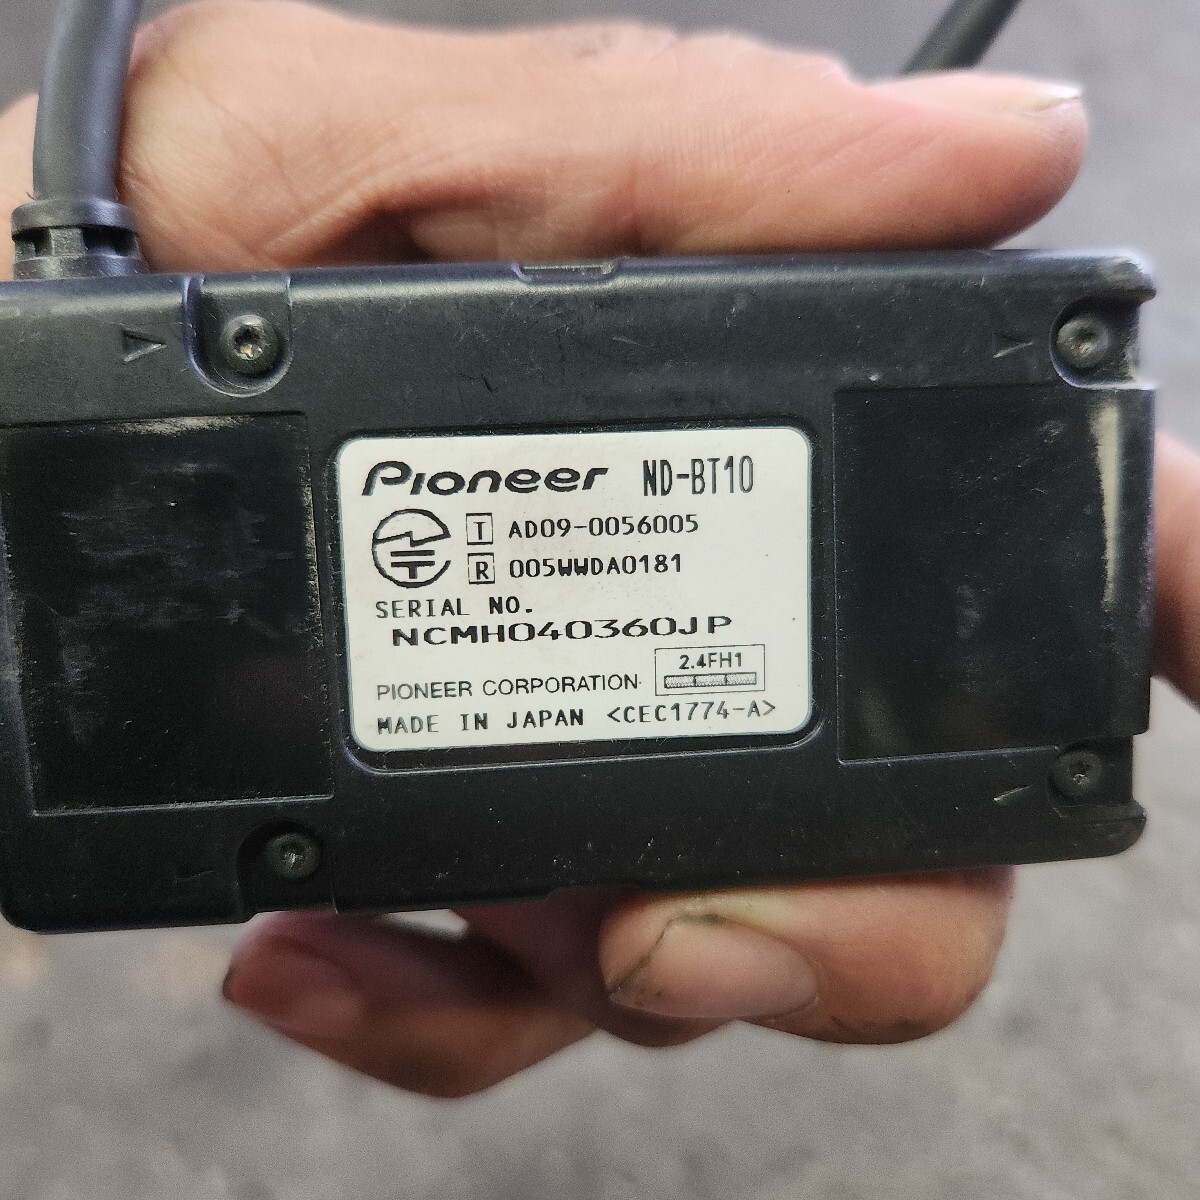 Pioneer ND-BT10
T AD09-0056005
R 005WWDA0181
SERIAL NO.
NCMH040360JP
2.4FH1
PIONEER CORPORATION
MADE IN JAPAN <CEC1774-A>